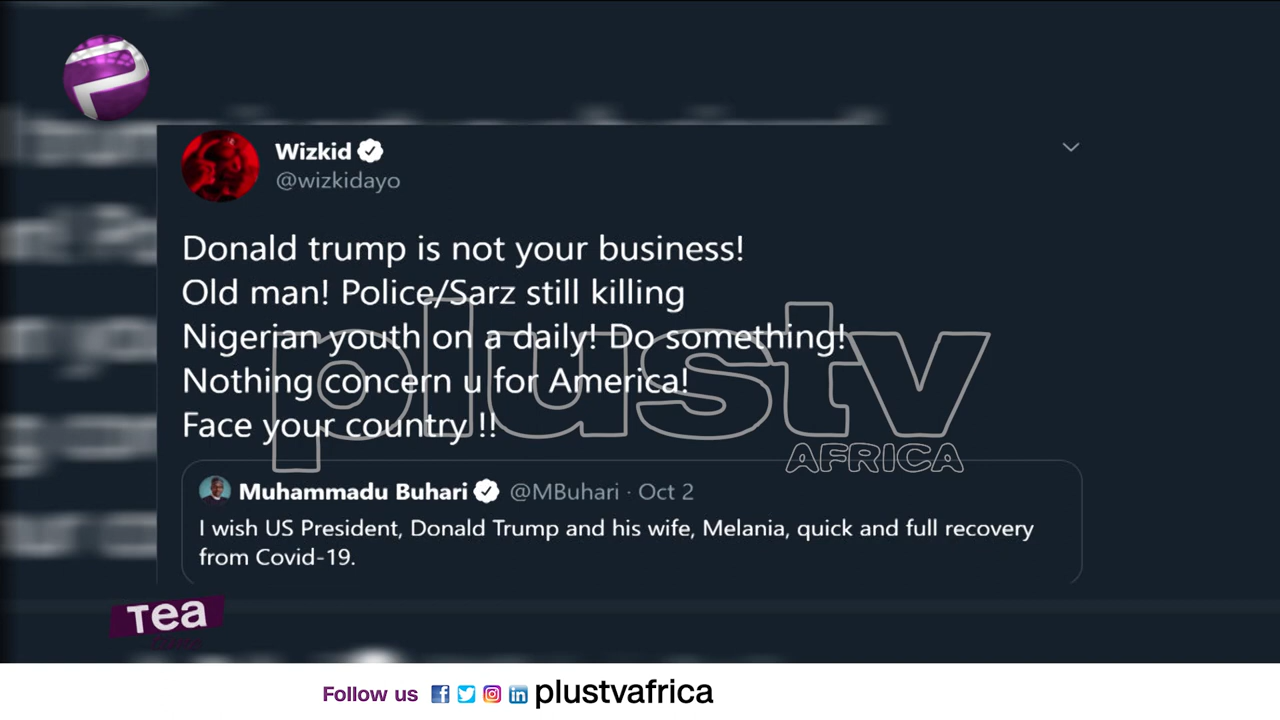 Wizkid
@wizkidayo
Donald trump is not your business!
Old man! Police/Sarz still killing
Nigerian youth on a daily! Do something!
Nothing concern u for America!
Face your country !!
plustv
AFRICA
Muhammadu Buhari @MBuhari · Oct 2
I wish US President, Donald Trump and his wife, Melania, quick and full recovery
from Covid-19.
Tea
Follow us plustvafrica